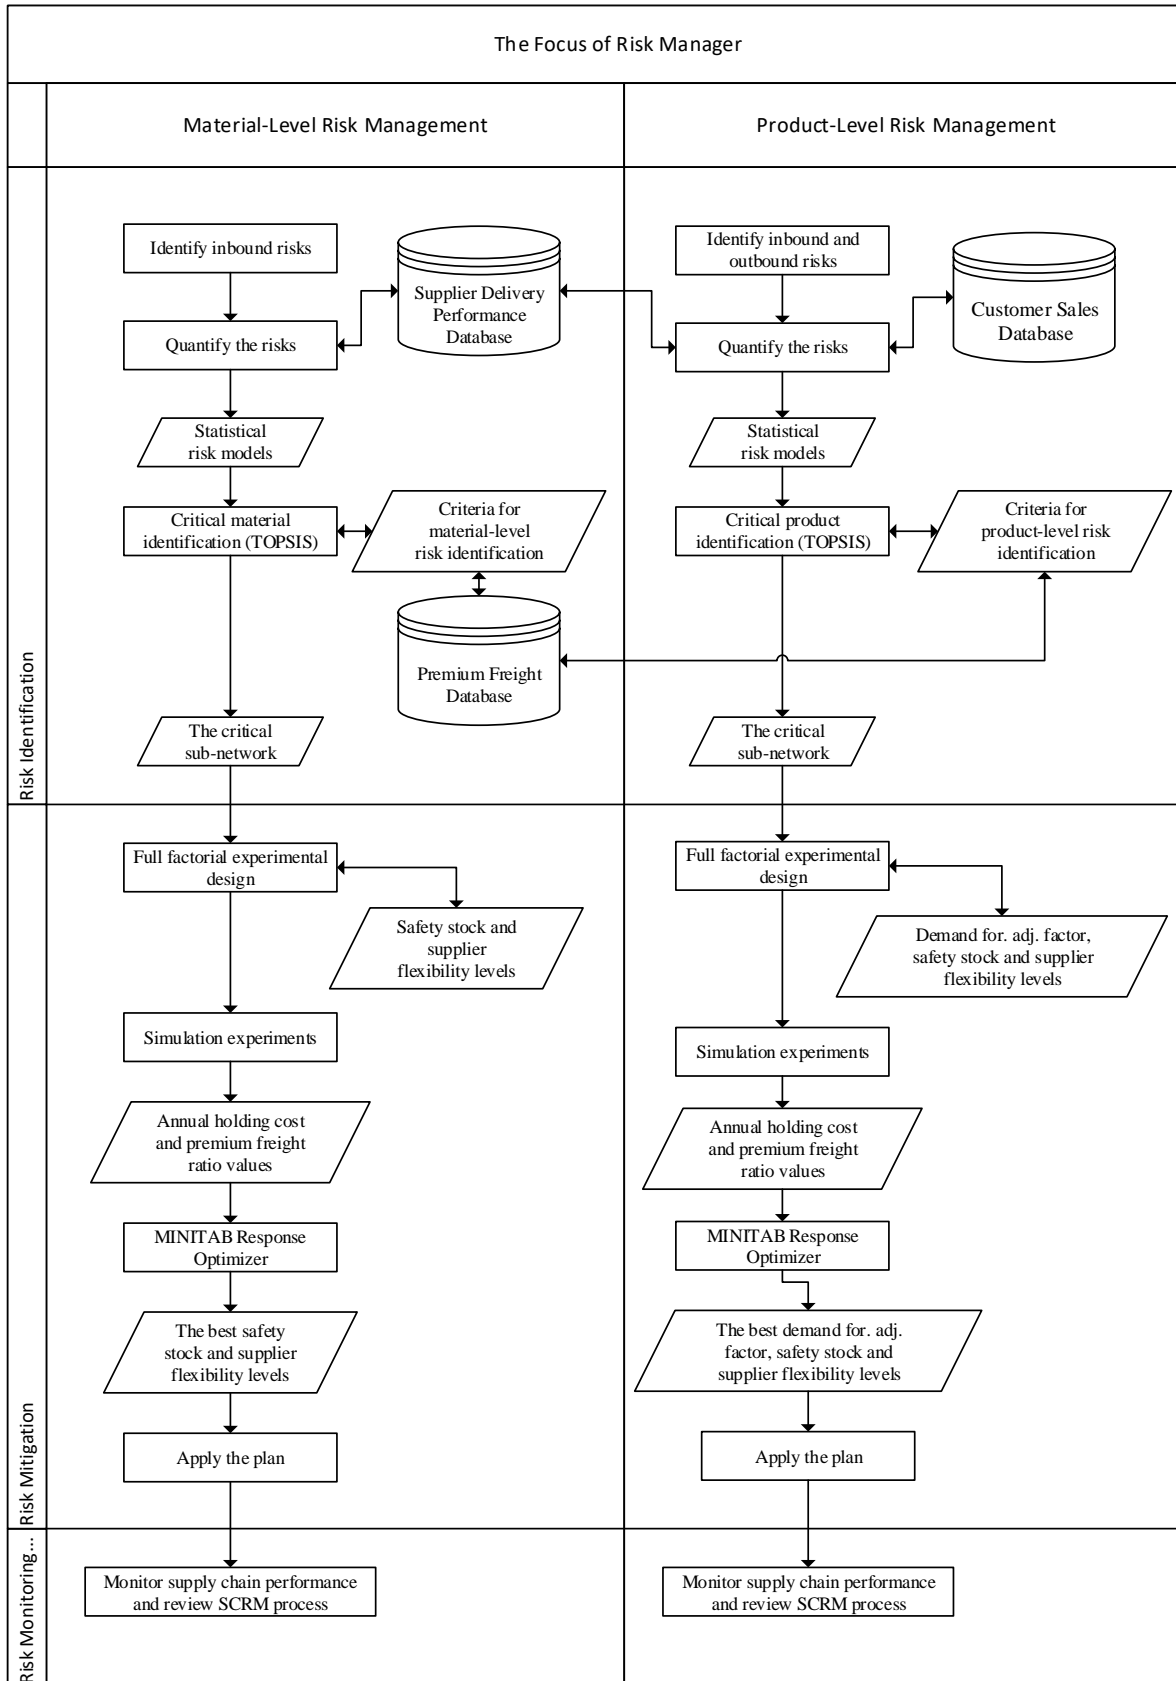 The Focus of Risk Manager
Material-Level Risk Management
Product-Level Risk Management
Risk Identification
Identify inbound risks
Supplier Delivery
Performance
Database
Quantify the risks
Statistical
risk models
Critical material
identification (TOPSIS)
Criteria for
material-level
risk identification
Premium Freight
Database
The critical
sub-network
Identify inbound and
outbound risks
Customer Sales
Database
Quantify the risks
Statistical
risk models
Critical product
identification (TOPSIS)
Criteria for
product-level risk
identification
The critical
sub-network
Risk Mitigation
Full factorial experimental
design
Safety stock and
supplier
flexibility levels
Simulation experiments
Annual holding cost
and premium freight
ratio values
MINITAB Response
Optimizer
The best safety
stock and supplier
flexibility levels
Apply the plan
Full factorial experimental
design
Demand for. adj. factor,
safety stock and supplier
flexibility levels
Simulation experiments
Annual holding cost
and premium freight
ratio values
MINITAB Response
Optimizer
The best demand for. adj.
factor, safety stock and
supplier flexibility levels
Apply the plan
Risk Monitoring...
Monitor supply chain performance
and review SCRM process
Monitor supply chain performance
and review SCRM process